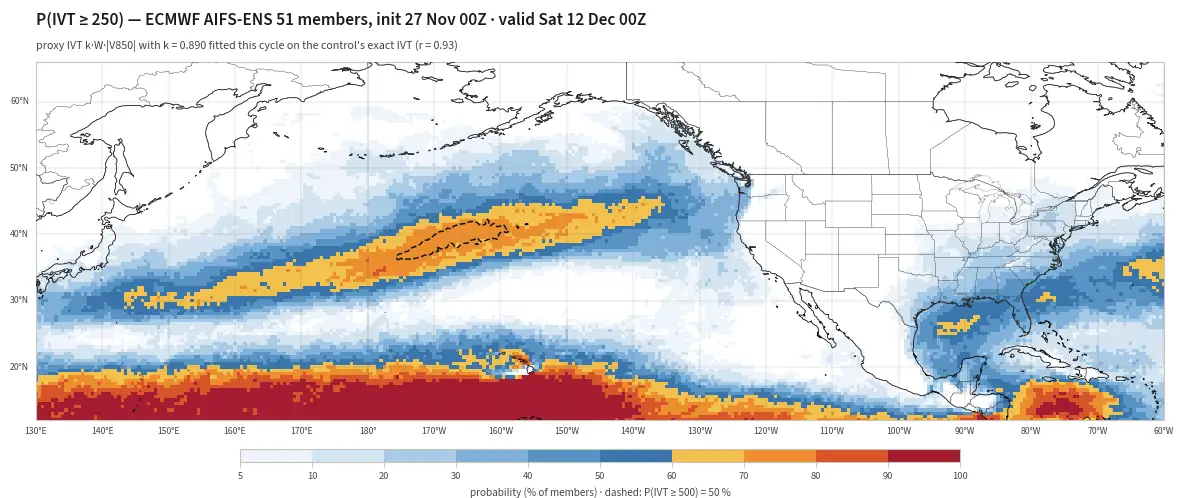 P(IVT ≥ 250) — ECMWF AIFS-ENS 51 members, init 27 Nov 00Z · valid Sat 12 Dec 00Z
proxy IVT k·W·|V850| with k = 0.890 fitted this cycle on the control's exact IVT (r = 0.93)
60°N
50°N
40°N
30°N
20°N
130°E 140°E 150°E 160°E 170°E 180° 170°W 160°W 150°W 140°W 130°W 120°W 110°W 100°W 90°W 80°W 70°W 60°W
5 10 20 30 40 50 60 70 80 90 100
probability (% of members) · dashed: P(IVT ≥ 500) = 50 %